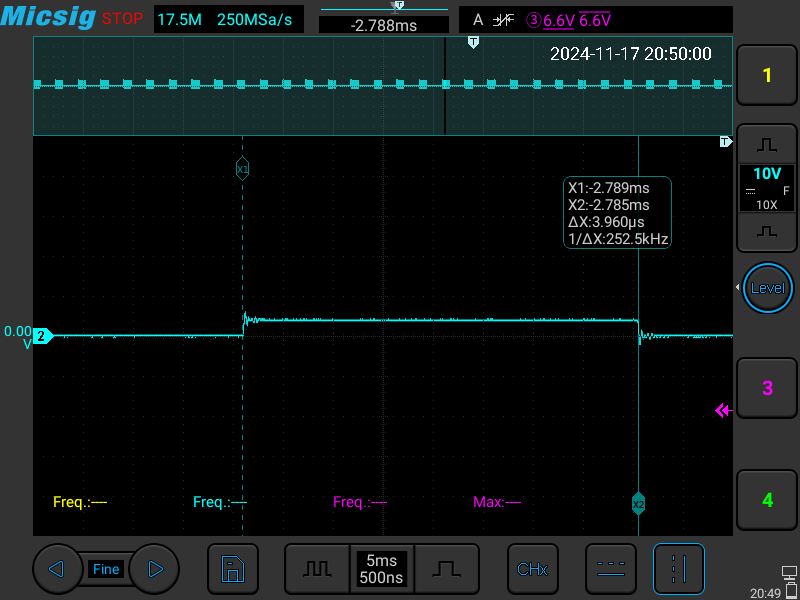 Micsig STOP 17.5M 250MSa/s -2.788ms A 3 6.6V 6.6V
T
T
2024-11-17 20:50:00
1
T
X1
10V
F
10X
X1:-2.789ms
X2:-2.785ms
ΔX:3.960μs
1/ΔX:252.5kHz
Level
0.00
V
2
3
Freq.:---- Freq.:---- Freq.:---- Max:----
X2
4
Fine
5ms
500ns
CHx
20:49